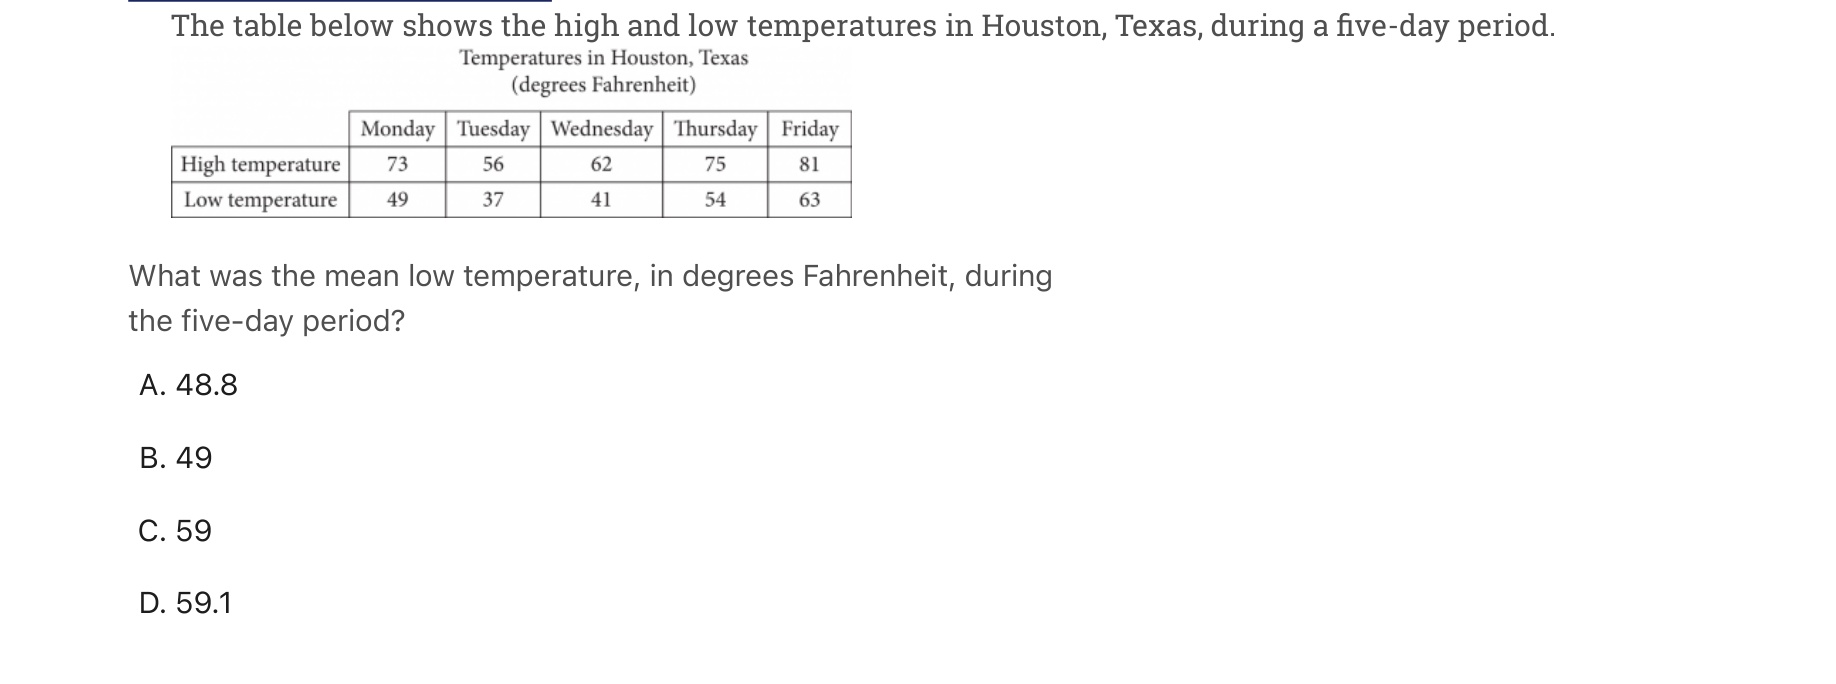 The table below shows the high and low temperatures in Houston, Texas, during a five-day period.
Temperatures in Houston, Texas
(degrees Fahrenheit)
Monday Tuesday Wednesday Thursday Friday
High temperature 73 56 62 75 81
Low temperature 49 37 41 54 63
What was the mean low temperature, in degrees Fahrenheit, during
the five-day period?
A. 48.8
B. 49
C. 59
D. 59.1